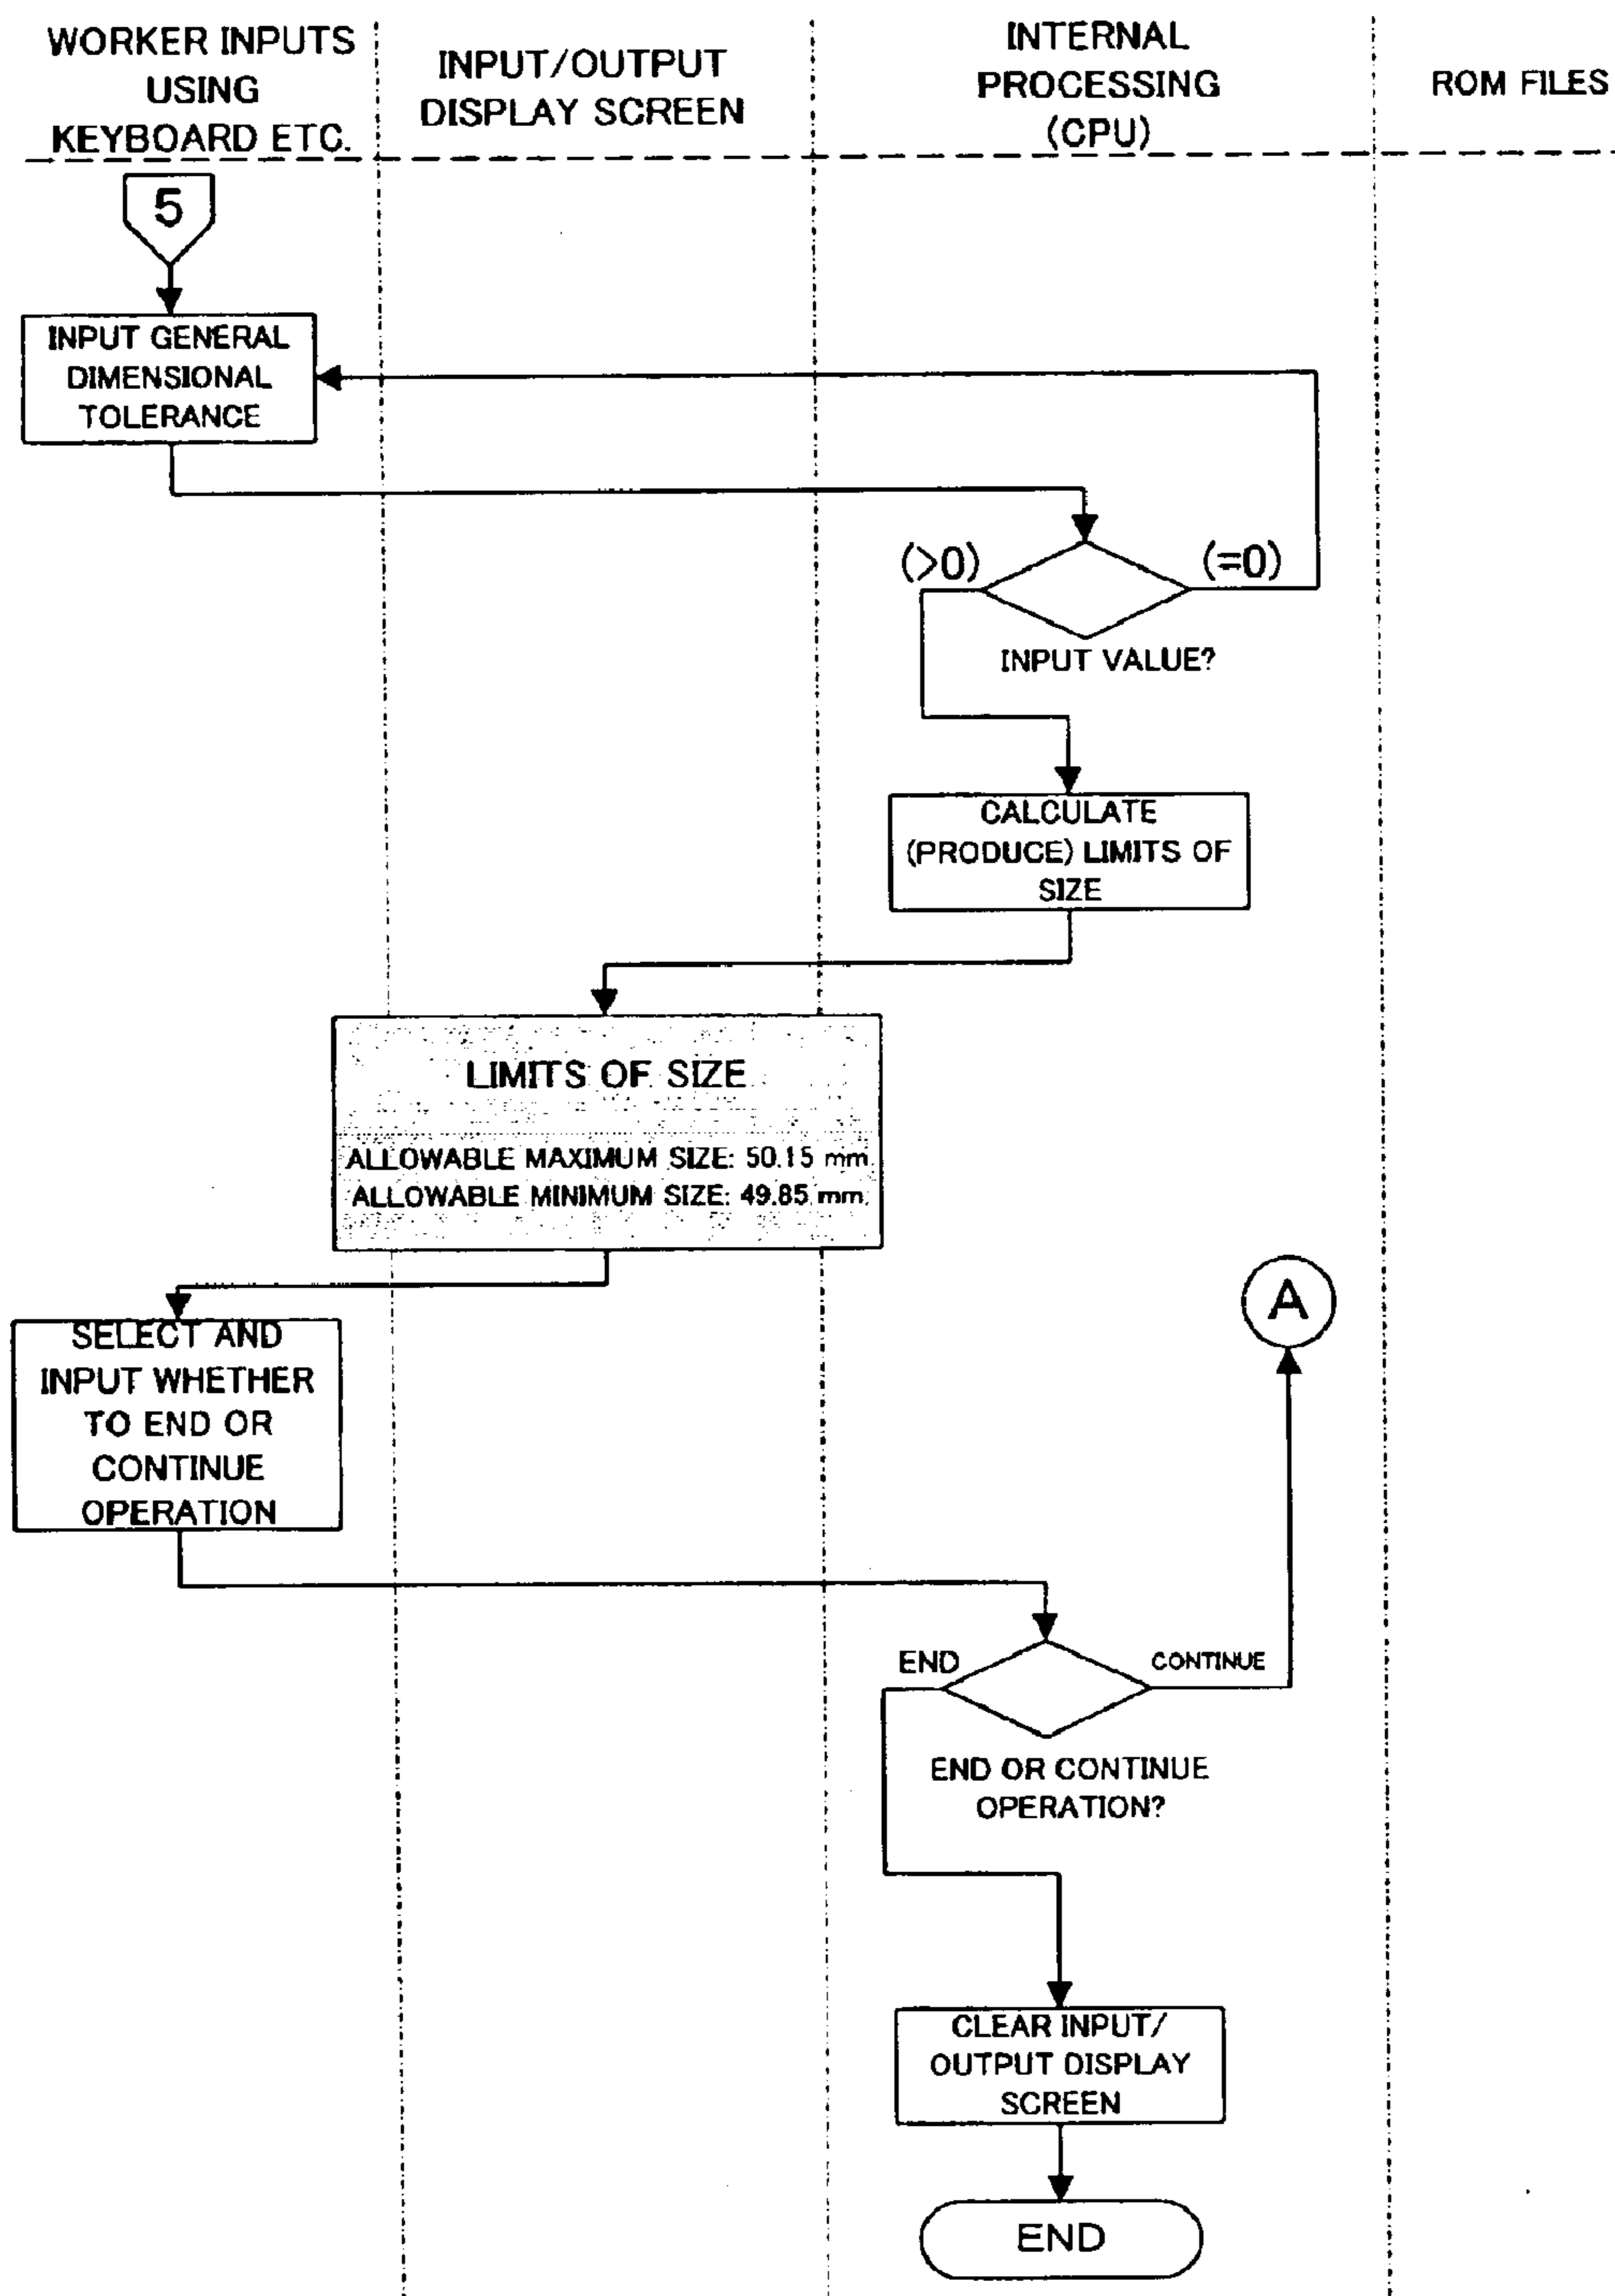 WORKER INPUTS
USING
KEYBOARD ETC.
INPUT/OUTPUT
DISPLAY SCREEN
INTERNAL
PROCESSING
(CPU)
ROM FILES
5
INPUT GENERAL
DIMENSIONAL
TOLERANCE
(>0)
(=0)
INPUT VALUE?
CALCULATE
(PRODUCE) LIMITS OF
SIZE
LIMITS OF SIZE
ALLOWABLE MAXIMUM SIZE: 50.15 mm
ALLOWABLE MINIMUM SIZE: 49.85 mm
A
SELECT AND
INPUT WHETHER
TO END OR
CONTINUE
OPERATION
END
CONTINUE
END OR CONTINUE
OPERATION?
CLEAR INPUT/
OUTPUT DISPLAY
SCREEN
END